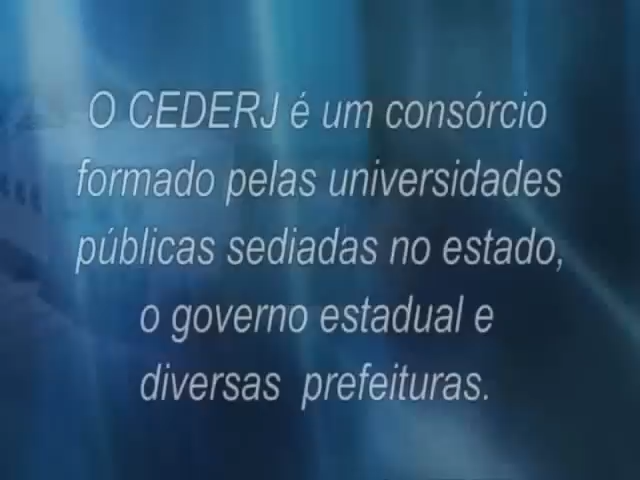 O CEDERJ é um consórcio
formado pelas universidades
públicas sediadas no estado,
o governo estadual e
diversas prefeituras.